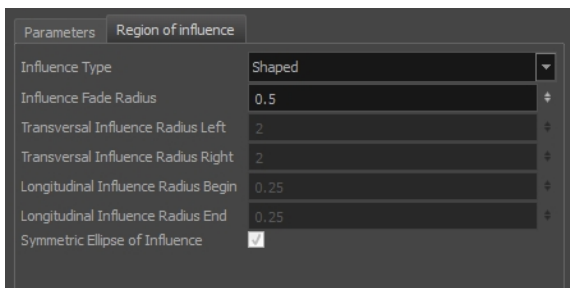 Parameters Region of influence
Influence Type Shaped
Influence Fade Radius 0.5
Transversal Influence Radius Left 2
Transversal Influence Radius Right 2
Longitudinal Influence Radius Begin 0.25
Longitudinal Influence Radius End 0.25
Symmetric Ellipse of Influence